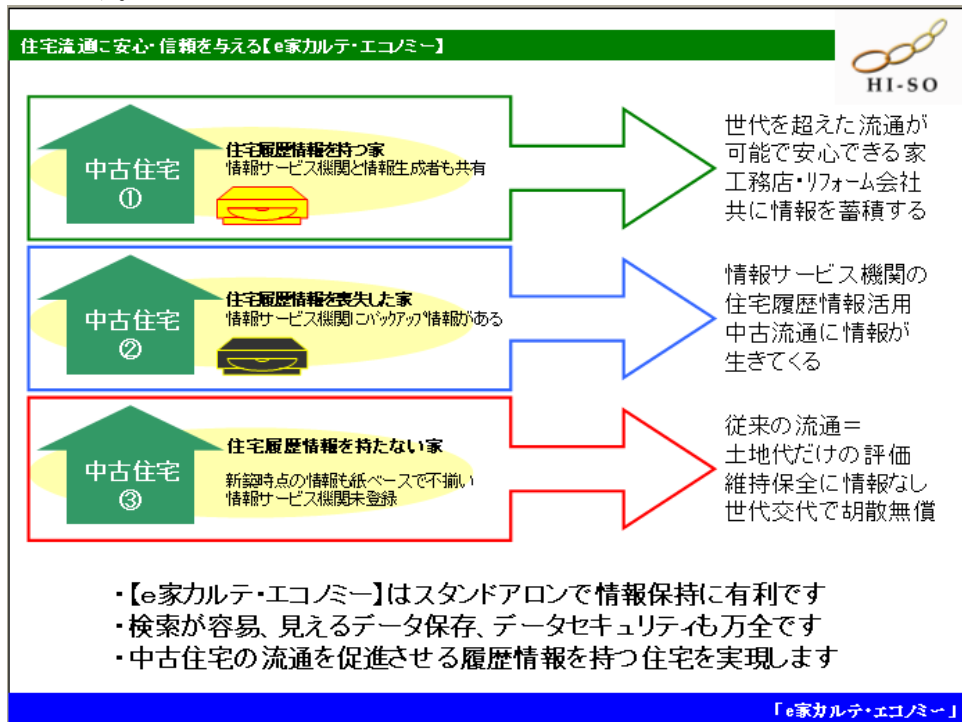 住宅流通に安心・信頼を与える【e家カルテ・エコノミー】
HI-SO
中古住宅
①
住宅履歴情報を持つ家
情報サービス機関と情報生成者も共有
世代を超えた流通が
可能で安心できる家
工務店・リフォーム会社
共に情報を蓄積する
中古住宅
②
住宅履歴情報を喪失した家
情報サービス機関にバックアップ情報がある
情報サービス機関の
住宅履歴情報活用
中古流通に情報が
生きてくる
中古住宅
③
住宅履歴情報を持たない家
新築時点の情報も紙ベースで不揃い
情報サービス機関未登録
従来の流通＝
土地代だけの評価
維持保全に情報なし
世代交代で胡散無償
・【e家カルテ・エコノミー】はスタンドアロンで情報保持に有利です
・検索が容易、見えるデータ保存、データセキュリティも万全です
・中古住宅の流通を促進させる履歴情報を持つ住宅を実現します
「e家カルテ・エコノミー」